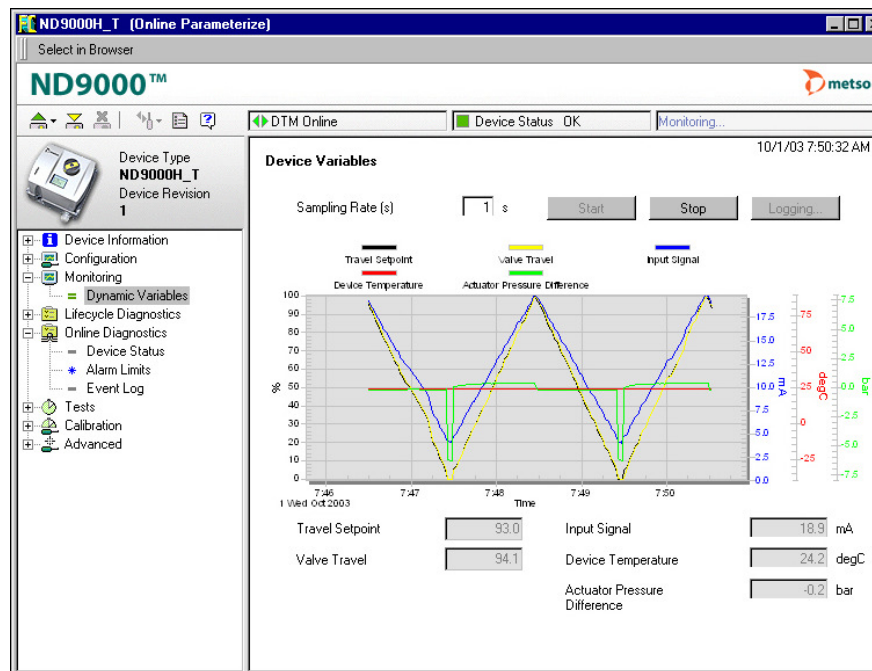 ND9000H_T (Online Parameterize)
Select in Browser
ND9000™
metso
DTM Online
Device Status OK
Monitoring...
Device Type
ND9000H_T
Device Revision
1
Device Information
Configuration
Monitoring
Dynamic Variables
Lifecycle Diagnostics
Online Diagnostics
Device Status
Alarm Limits
Event Log
Tests
Calibration
Advanced
10/1/03 7:50:32 AM
Device Variables
Sampling Rate (s)
1 s
Start
Stop
Logging...
Travel Setpoint
Valve Travel
Input Signal
Device Temperature
Actuator Pressure Difference
100
90
80
70
60
50
40
30
20
10
0
%
17.5
15.0
12.5
10.0
7.5
5.0
2.5
0.0
mA
75
50
25
0
-25
degC
7.5
5.0
2.5
0.0
-2.5
-5.0
-7.5
bar
7:46
7:47
7:48
7:49
7:50
1 Wed Oct 2003
Time
Travel Setpoint
93.0
Input Signal
18.9 mA
Valve Travel
94.1
Device Temperature
24.2 degC
Actuator Pressure
Difference
-0.2 bar